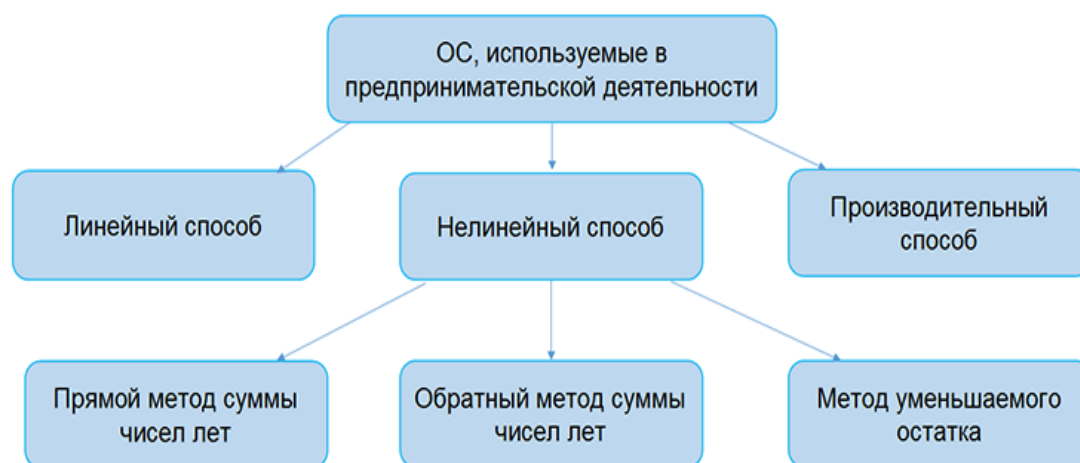 ОС, используемые в
предпринимательской деятельности
Линейный способ
Нелинейный способ
Производительный
способ
Прямой метод суммы
чисел лет
Обратный метод суммы
чисел лет
Метод уменьшаемого
остатка